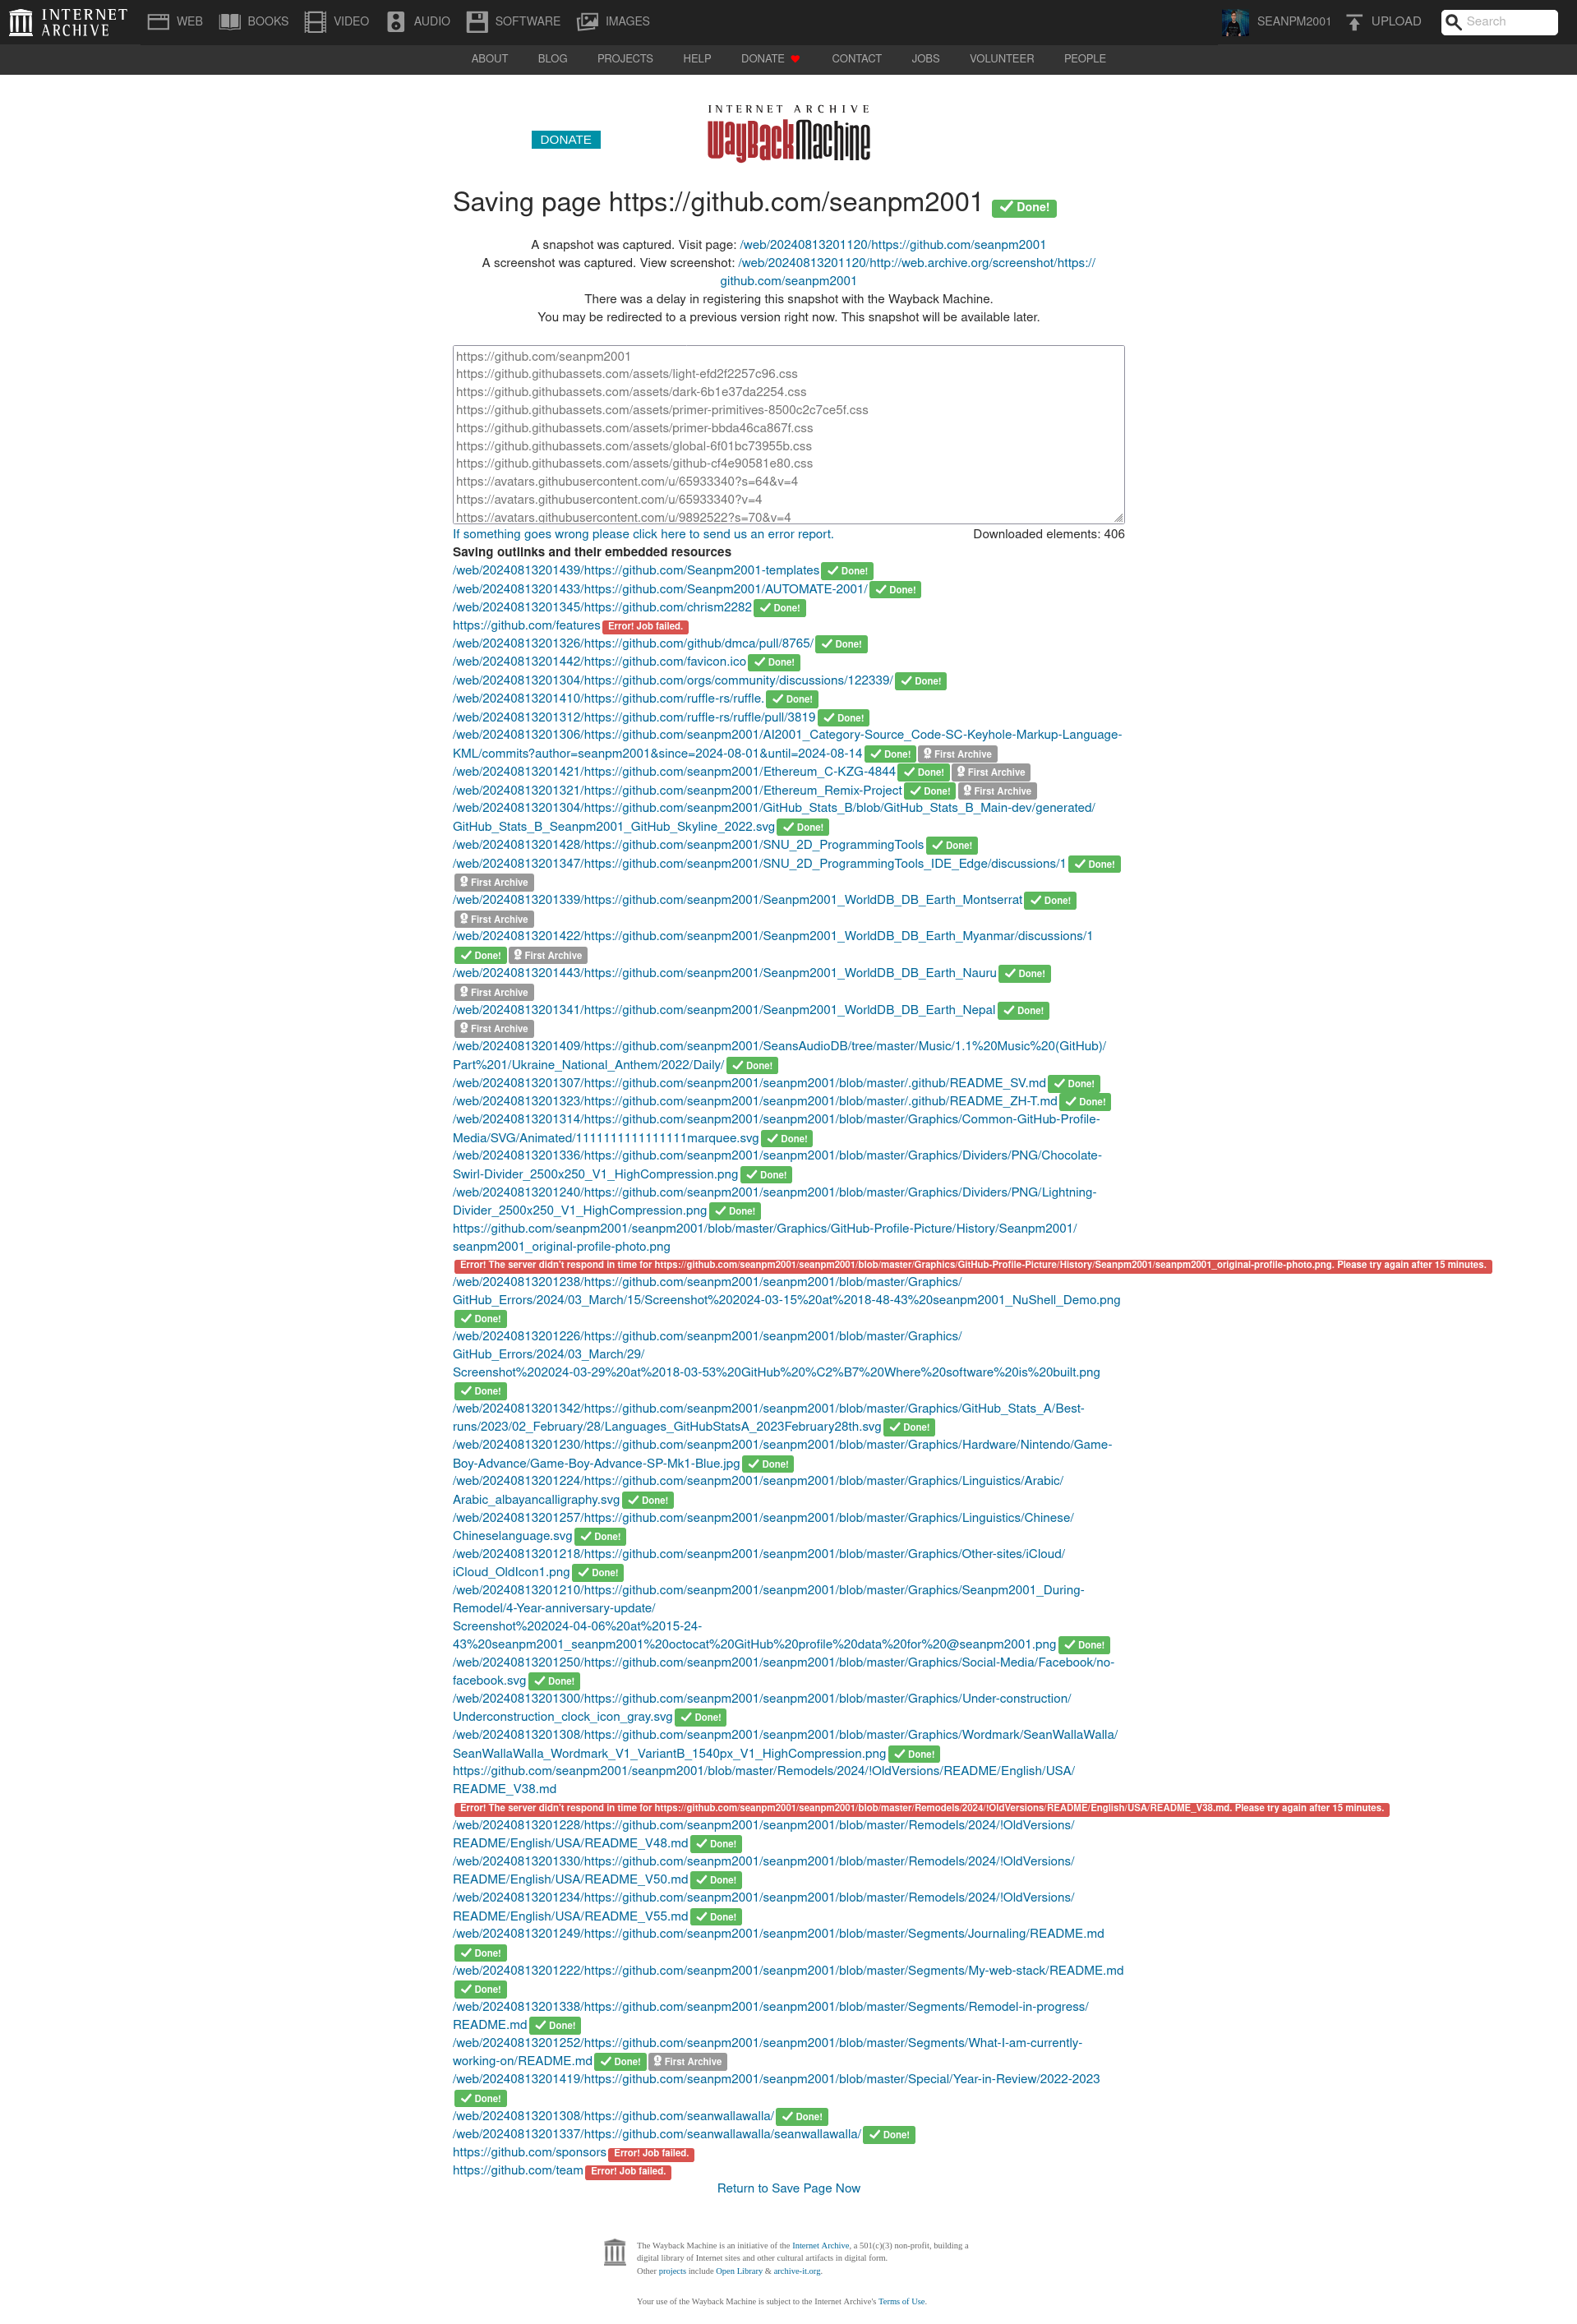 INTERNET ARCHIVE
WEB BOOKS VIDEO AUDIO SOFTWARE IMAGES SEANPM2001 UPLOAD Search
ABOUT BLOG PROJECTS HELP DONATE CONTACT JOBS VOLUNTEER PEOPLE
INTERNET ARCHIVE
DONATE
WayBackMachine
Saving page https://github.com/seanpm2001 Done!
A snapshot was captured. Visit page: /web/20240813201120/https://github.com/seanpm2001
A screenshot was captured. View screenshot: /web/20240813201120/http://web.archive.org/screenshot/https://
github.com/seanpm2001
There was a delay in registering this snapshot with the Wayback Machine.
You may be redirected to a previous version right now. This snapshot will be available later.
https://github.com/seanpm2001
https://github.githubassets.com/assets/light-efd2f2257c96.css
https://github.githubassets.com/assets/dark-6b1e37da2254.css
https://github.githubassets.com/assets/primer-primitives-8500c2c7ce5f.css
https://github.githubassets.com/assets/primer-bbda46ca867f.css
https://github.githubassets.com/assets/global-6f01bc73955b.css
https://github.githubassets.com/assets/github-cf4e90581e80.css
https://avatars.githubusercontent.com/u/65933340?s=64&v=4
https://avatars.githubusercontent.com/u/65933340?v=4
https://avatars.githubusercontent.com/u/9892522?s=70&v=4
If something goes wrong please click here to send us an error report. Downloaded elements: 406
Saving outlinks and their embedded resources
/web/20240813201439/https://github.com/Seanpm2001-templates Done!
/web/20240813201433/https://github.com/Seanpm2001/AUTOMATE-2001/ Done!
/web/20240813201345/https://github.com/chrism2282 Done!
https://github.com/features Error! Job failed.
/web/20240813201326/https://github.com/github/dmca/pull/8765/ Done!
/web/20240813201442/https://github.com/favicon.ico Done!
/web/20240813201304/https://github.com/orgs/community/discussions/122339/ Done!
/web/20240813201410/https://github.com/ruffle-rs/ruffle. Done!
/web/20240813201312/https://github.com/ruffle-rs/ruffle/pull/3819 Done!
/web/20240813201306/https://github.com/seanpm2001/AI2001_Category-Source_Code-SC-Keyhole-Markup-Language-
KML/commits?author=seanpm2001&since=2024-08-01&until=2024-08-14 Done! First Archive
/web/20240813201421/https://github.com/seanpm2001/Ethereum_C-KZG-4844 Done! First Archive
/web/20240813201321/https://github.com/seanpm2001/Ethereum_Remix-Project Done! First Archive
/web/20240813201304/https://github.com/seanpm2001/GitHub_Stats_B/blob/GitHub_Stats_B_Main-dev/generated/
GitHub_Stats_B_Seanpm2001_GitHub_Skyline_2022.svg Done!
/web/20240813201428/https://github.com/seanpm2001/SNU_2D_ProgrammingTools Done!
/web/20240813201347/https://github.com/seanpm2001/SNU_2D_ProgrammingTools_IDE_Edge/discussions/1 Done!
First Archive
/web/20240813201339/https://github.com/seanpm2001/Seanpm2001_WorldDB_DB_Earth_Montserrat Done!
First Archive
/web/20240813201422/https://github.com/seanpm2001/Seanpm2001_WorldDB_DB_Earth_Myanmar/discussions/1
Done! First Archive
/web/20240813201443/https://github.com/seanpm2001/Seanpm2001_WorldDB_DB_Earth_Nauru Done!
First Archive
/web/20240813201341/https://github.com/seanpm2001/Seanpm2001_WorldDB_DB_Earth_Nepal Done!
First Archive
/web/20240813201409/https://github.com/seanpm2001/SeansAudioDB/tree/master/Music/1.1%20Music%20(GitHub)/
Part%201/Ukraine_National_Anthem/2022/Daily/ Done!
/web/20240813201307/https://github.com/seanpm2001/seanpm2001/blob/master/.github/README_SV.md Done!
/web/20240813201323/https://github.com/seanpm2001/seanpm2001/blob/master/.github/README_ZH-T.md Done!
/web/20240813201314/https://github.com/seanpm2001/seanpm2001/blob/master/Graphics/Common-GitHub-Profile-
Media/SVG/Animated/1111111111111111marquee.svg Done!
/web/20240813201336/https://github.com/seanpm2001/seanpm2001/blob/master/Graphics/Dividers/PNG/Chocolate-
Swirl-Divider_2500x250_V1_HighCompression.png Done!
/web/20240813201240/https://github.com/seanpm2001/seanpm2001/blob/master/Graphics/Dividers/PNG/Lightning-
Divider_2500x250_V1_HighCompression.png Done!
https://github.com/seanpm2001/seanpm2001/blob/master/Graphics/GitHub-Profile-Picture/History/Seanpm2001/
seanpm2001_original-profile-photo.png
Error! The server didn't respond in time for https://github.com/seanpm2001/seanpm2001/blob/master/Graphics/GitHub-Profile-Picture/History/Seanpm2001/seanpm2001_original-profile-photo.png. Please try again after 15 minutes.
/web/20240813201238/https://github.com/seanpm2001/seanpm2001/blob/master/Graphics/
GitHub_Errors/2024/03_March/15/Screenshot%202024-03-15%20at%2018-48-43%20seanpm2001_NuShell_Demo.png
Done!
/web/20240813201226/https://github.com/seanpm2001/seanpm2001/blob/master/Graphics/
GitHub_Errors/2024/03_March/29/
Screenshot%202024-03-29%20at%2018-03-53%20GitHub%20%C2%B7%20Where%20software%20is%20built.png
Done!
/web/20240813201342/https://github.com/seanpm2001/seanpm2001/blob/master/Graphics/GitHub_Stats_A/Best-
runs/2023/02_February/28/Languages_GitHubStatsA_2023February28th.svg Done!
/web/20240813201230/https://github.com/seanpm2001/seanpm2001/blob/master/Graphics/Hardware/Nintendo/Game-
Boy-Advance/Game-Boy-Advance-SP-Mk1-Blue.jpg Done!
/web/20240813201224/https://github.com/seanpm2001/seanpm2001/blob/master/Graphics/Linguistics/Arabic/
Arabic_albayancalligraphy.svg Done!
/web/20240813201257/https://github.com/seanpm2001/seanpm2001/blob/master/Graphics/Linguistics/Chinese/
Chineselanguage.svg Done!
/web/20240813201218/https://github.com/seanpm2001/seanpm2001/blob/master/Graphics/Other-sites/iCloud/
iCloud_OldIcon1.png Done!
/web/20240813201210/https://github.com/seanpm2001/seanpm2001/blob/master/Graphics/Seanpm2001_During-
Remodel/4-Year-anniversary-update/
Screenshot%202024-04-06%20at%2015-24-
43%20seanpm2001_seanpm2001%20octocat%20GitHub%20profile%20data%20for%20@seanpm2001.png Done!
/web/20240813201250/https://github.com/seanpm2001/seanpm2001/blob/master/Graphics/Social-Media/Facebook/no-
facebook.svg Done!
/web/20240813201300/https://github.com/seanpm2001/seanpm2001/blob/master/Graphics/Under-construction/
Underconstruction_clock_icon_gray.svg Done!
/web/20240813201308/https://github.com/seanpm2001/seanpm2001/blob/master/Graphics/Wordmark/SeanWallaWalla/
SeanWallaWalla_Wordmark_V1_VariantB_1540px_V1_HighCompression.png Done!
https://github.com/seanpm2001/seanpm2001/blob/master/Remodels/2024/!OldVersions/README/English/USA/
README_V38.md
Error! The server didn't respond in time for https://github.com/seanpm2001/seanpm2001/blob/master/Remodels/2024/!OldVersions/README/English/USA/README_V38.md. Please try again after 15 minutes.
/web/20240813201228/https://github.com/seanpm2001/seanpm2001/blob/master/Remodels/2024/!OldVersions/
README/English/USA/README_V48.md Done!
/web/20240813201330/https://github.com/seanpm2001/seanpm2001/blob/master/Remodels/2024/!OldVersions/
README/English/USA/README_V50.md Done!
/web/20240813201234/https://github.com/seanpm2001/seanpm2001/blob/master/Remodels/2024/!OldVersions/
README/English/USA/README_V55.md Done!
/web/20240813201249/https://github.com/seanpm2001/seanpm2001/blob/master/Segments/Journaling/README.md
Done!
/web/20240813201222/https://github.com/seanpm2001/seanpm2001/blob/master/Segments/My-web-stack/README.md
Done!
/web/20240813201338/https://github.com/seanpm2001/seanpm2001/blob/master/Segments/Remodel-in-progress/
README.md Done!
/web/20240813201252/https://github.com/seanpm2001/seanpm2001/blob/master/Segments/What-I-am-currently-
working-on/README.md Done! First Archive
/web/20240813201419/https://github.com/seanpm2001/seanpm2001/blob/master/Special/Year-in-Review/2022-2023
Done!
/web/20240813201308/https://github.com/seanwallawalla/ Done!
/web/20240813201337/https://github.com/seanwallawalla/seanwallawalla/ Done!
https://github.com/sponsors Error! Job failed.
https://github.com/team Error! Job failed.
Return to Save Page Now
The Wayback Machine is an initiative of the Internet Archive, a 501(c)(3) non-profit, building a
digital library of Internet sites and other cultural artifacts in digital form.
Other projects include Open Library & archive-it.org.
Your use of the Wayback Machine is subject to the Internet Archive's Terms of Use.